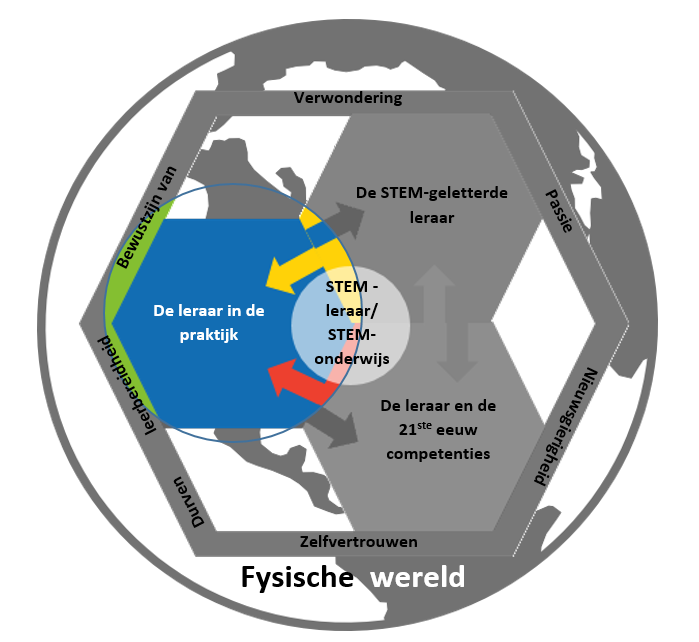 Verwondering
Bewustzijn van
Passie
De STEM-geletterde
leraar
De leraar in de
praktijk
STEM -
leraar/
STEM-
onderwijs
leerbereidheid
De leraar en de
21ste eeuw
competenties
Nieuwsgierigheid
Durven
Zelfvertrouwen
Fysische wereld